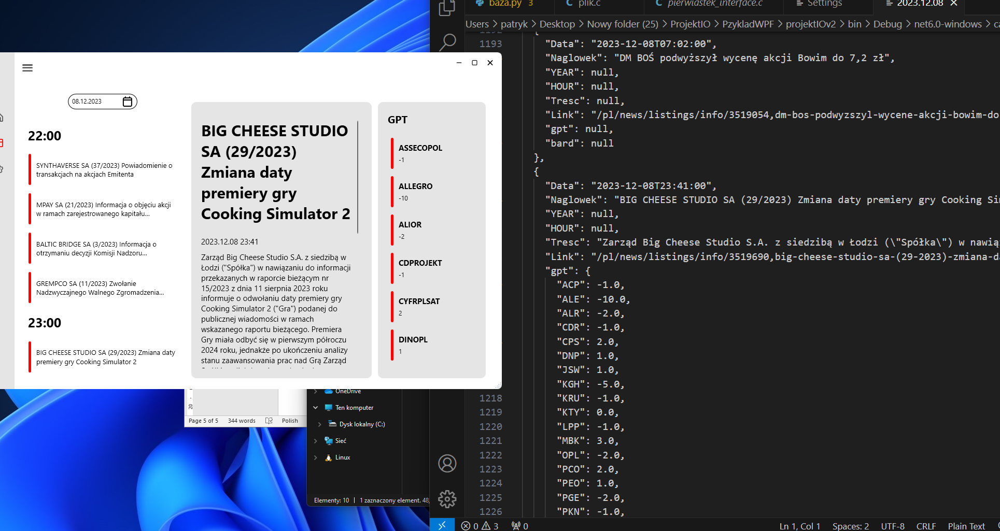 08.12.2023
22:00
SYNTHAVERSE SA (37/2023) Powiadomienie o
transakcjach na akcjach Emitenta
MPAY SA (21/2023) Informacja o objęciu akcji
w ramach zarejestrowanego kapitału...
BALTIC BRIDGE SA (3/2023) Informacja o
otrzymaniu decyzji Komisji Nadzoru...
GREMPCO SA (11/2023) Zwołanie
Nadzwyczajnego Walnego Zgromadzenia...
23:00
BIG CHEESE STUDIO SA (29/2023) Zmiana daty
premiery gry Cooking Simulator 2
BIG CHEESE STUDIO
SA (29/2023)
Zmiana daty
premiery gry
Cooking Simulator 2
2023.12.08 23:41
Zarząd Big Cheese Studio S.A. z siedzibą w
Łodzi ("Spółka") w nawiązaniu do informacji
przekazanych w raporcie bieżącym nr
15/2023 z dnia 11 sierpnia 2023 roku
informuje o odwołaniu daty premiery gry
Cooking Simulator 2 ("Gra") podanej do
publicznej wiadomości w ramach
wskazanego raportu bieżącego. Premiera
Gry miała odbyć się w pierwszym półroczu
2024 roku, jednakże po ukończeniu analizy
stanu zaawansowania prac nad Grą Zarząd
GPT
ASSECOPOL
-1
ALLEGRO
-10
ALIOR
-2
CDPROJEKT
-1
CYFRPLSAT
2
DINOPL
1
20
Page 5 of 5 344 words Polish
OneDrive
Ten komputer
Dysk lokalny (C:)
Sieć
Linux
Elementy: 10 | 1 zaznaczony element. 48,
baza.py 3 plik.c pierwiastek_interface.c Settings 2023.12.08
Users > patryk > Desktop > Nowy folder (25) > ProjektIO > PzykladWPF > projektIOv2 > bin > Debug > net6.0-windows >
1192 {
1193 "Data": "2023-12-08T07:02:00",
"Naglowek": "DM BOŚ podwyższył wycenę akcji Bowim do 7,2 zł",
"YEAR": null,
"HOUR": null,
"Tresc": null,
"Link": "/pl/news/listings/info/3519054,dm-bos-podwyzszyl-wycene-akcji-bowim-do
"gpt": null,
"bard": null
},
{
"Data": "2023-12-08T23:41:00",
"Naglowek": "BIG CHEESE STUDIO SA (29/2023) Zmiana daty premiery gry Cooking Si
"YEAR": null,
"HOUR": null,
"Tresc": "Zarząd Big Cheese Studio S.A. z siedzibą w Łodzi (\"Spółka\") w nawią
"Link": "/pl/news/listings/info/3519690,big-cheese-studio-sa-(29-2023)-zmiana-d
"gpt": {
"ACP": -1.0,
"ALE": -10.0,
"ALR": -2.0,
"CDR": -1.0,
"CPS": 2.0,
"DNP": 1.0,
"JSW": 1.0,
"KGH": -5.0,
1218 "KRU": -1.0,
1219 "KTY": 0.0,
1220 "LPP": -1.0,
1221 "MBK": 3.0,
1222 "OPL": -2.0,
1223 "PCO": 2.0,
1224 "PEO": 1.0,
1225 "PGE": -2.0,
1226 "PKN": -1.0,
0 3 0 Ln 1, Col 1 Spaces: 2 UTF-8 CRLF Plain Text